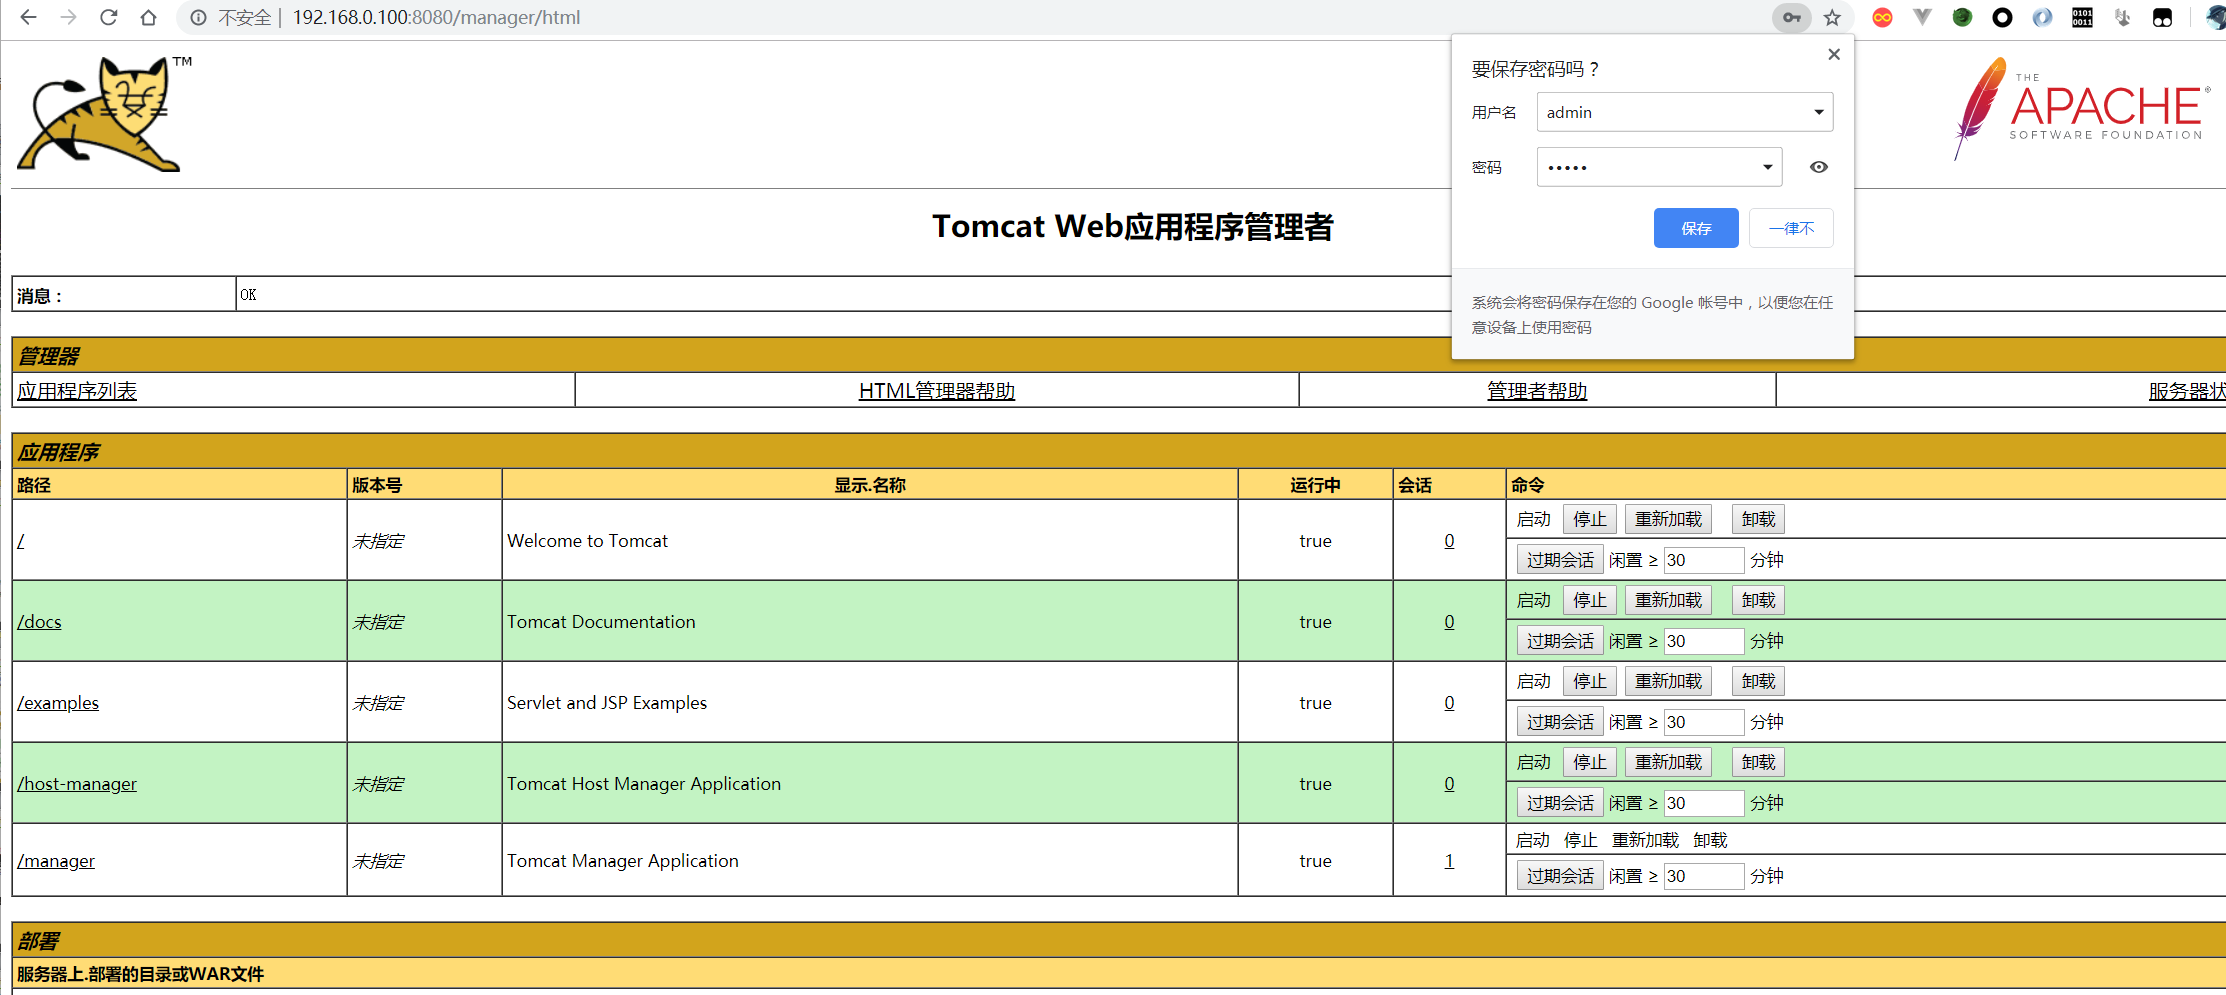 不安全 | 192.168.0.100:8080/manager/html
TM
THE
APACHE®
SOFTWARE FOUNDATION
要保存密码吗？
用户名 admin
密码 •••••
保存 一律不
系统会将密码保存在您的 Google 帐号中，以便您在任
意设备上使用密码
Tomcat Web应用程序管理者
消息： OK
管理器
应用程序列表 HTML管理器帮助 管理者帮助 服务器状
应用程序
路径 版本号 显示.名称 运行中 会话 命令
/ 未指定 Welcome to Tomcat true 0 启动 停止 重新加载 卸载
过期会话 闲置 ≥ 30 分钟
/docs 未指定 Tomcat Documentation true 0 启动 停止 重新加载 卸载
过期会话 闲置 ≥ 30 分钟
/examples 未指定 Servlet and JSP Examples true 0 启动 停止 重新加载 卸载
过期会话 闲置 ≥ 30 分钟
/host-manager 未指定 Tomcat Host Manager Application true 0 启动 停止 重新加载 卸载
过期会话 闲置 ≥ 30 分钟
/manager 未指定 Tomcat Manager Application true 1 启动 停止 重新加载 卸载
过期会话 闲置 ≥ 30 分钟
部署
服务器上.部署的目录或WAR文件